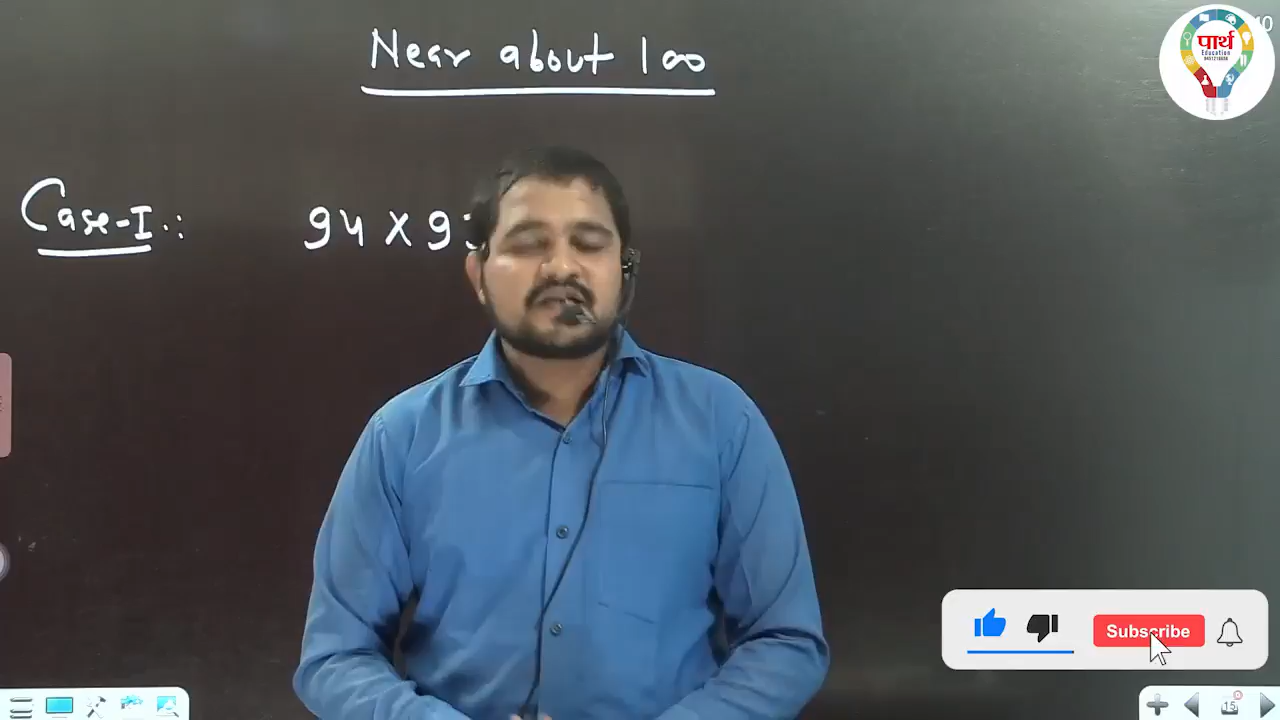 Near about 100
पार्थ
Education
Case-I :
94 X 9
Subscribe
15